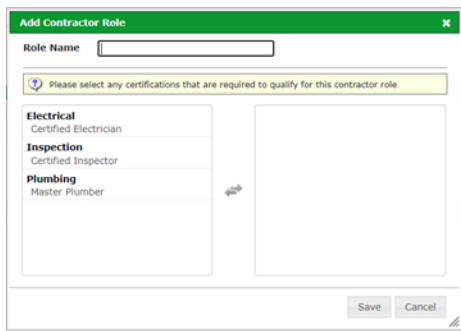 Add Contractor Role
Role Name
Please select any certifications that are required to qualify for this contractor role
Electrical
Certified Electrician
Inspection
Certified Inspector
Plumbing
Master Plumber
Save Cancel